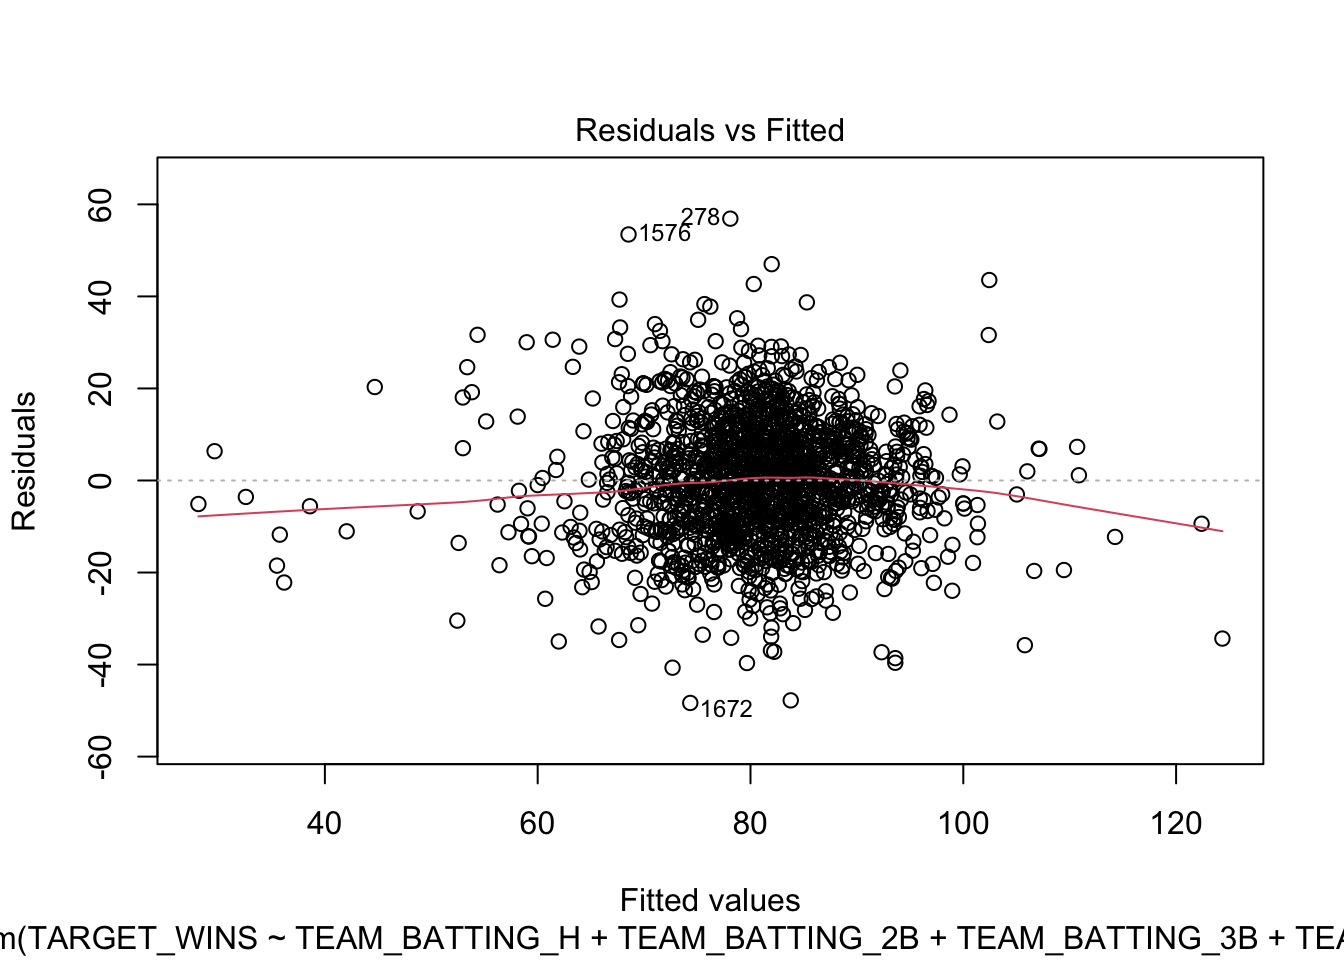 Residuals vs Fitted
Residuals
60
40
20
0
-20
-40
-60
278
1576
1672
40 60 80 100 120
Fitted values
m(TARGET_WINS ~ TEAM_BATTING_H + TEAM_BATTING_2B + TEAM_BATTING_3B + TEA